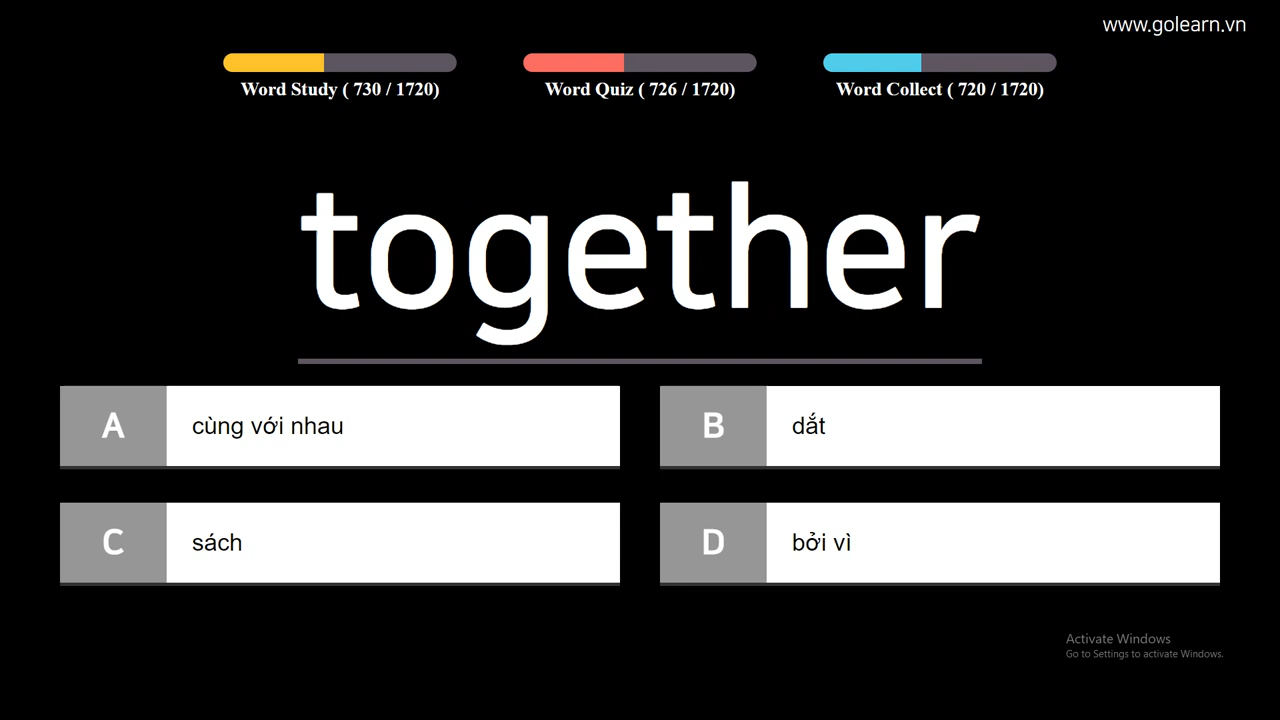 www.golearn.vn
Word Study ( 730 / 1720)
Word Quiz ( 726 / 1720)
Word Collect ( 720 / 1720)
together
A cùng với nhau
B dắt
C sách
D bởi vì
Activate Windows
Go to Settings to activate Windows.